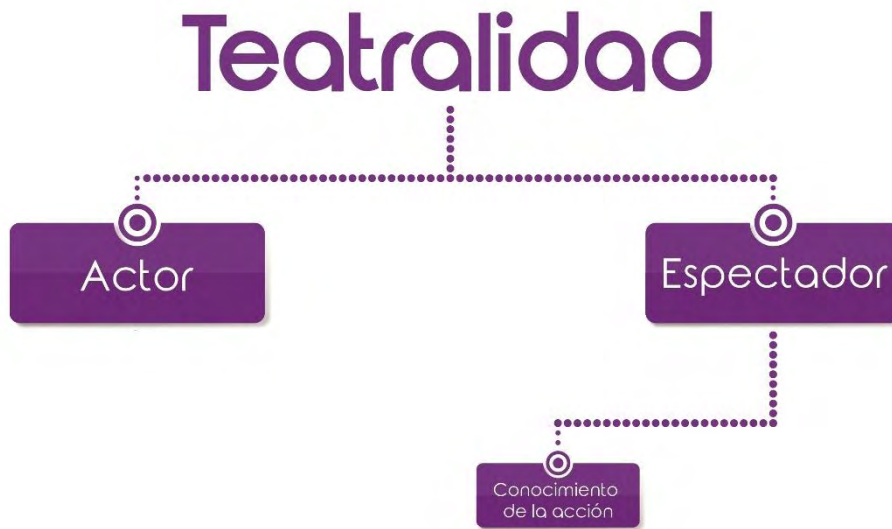 Teatralidad
Actor
Espectador
Conocimiento
de la acción